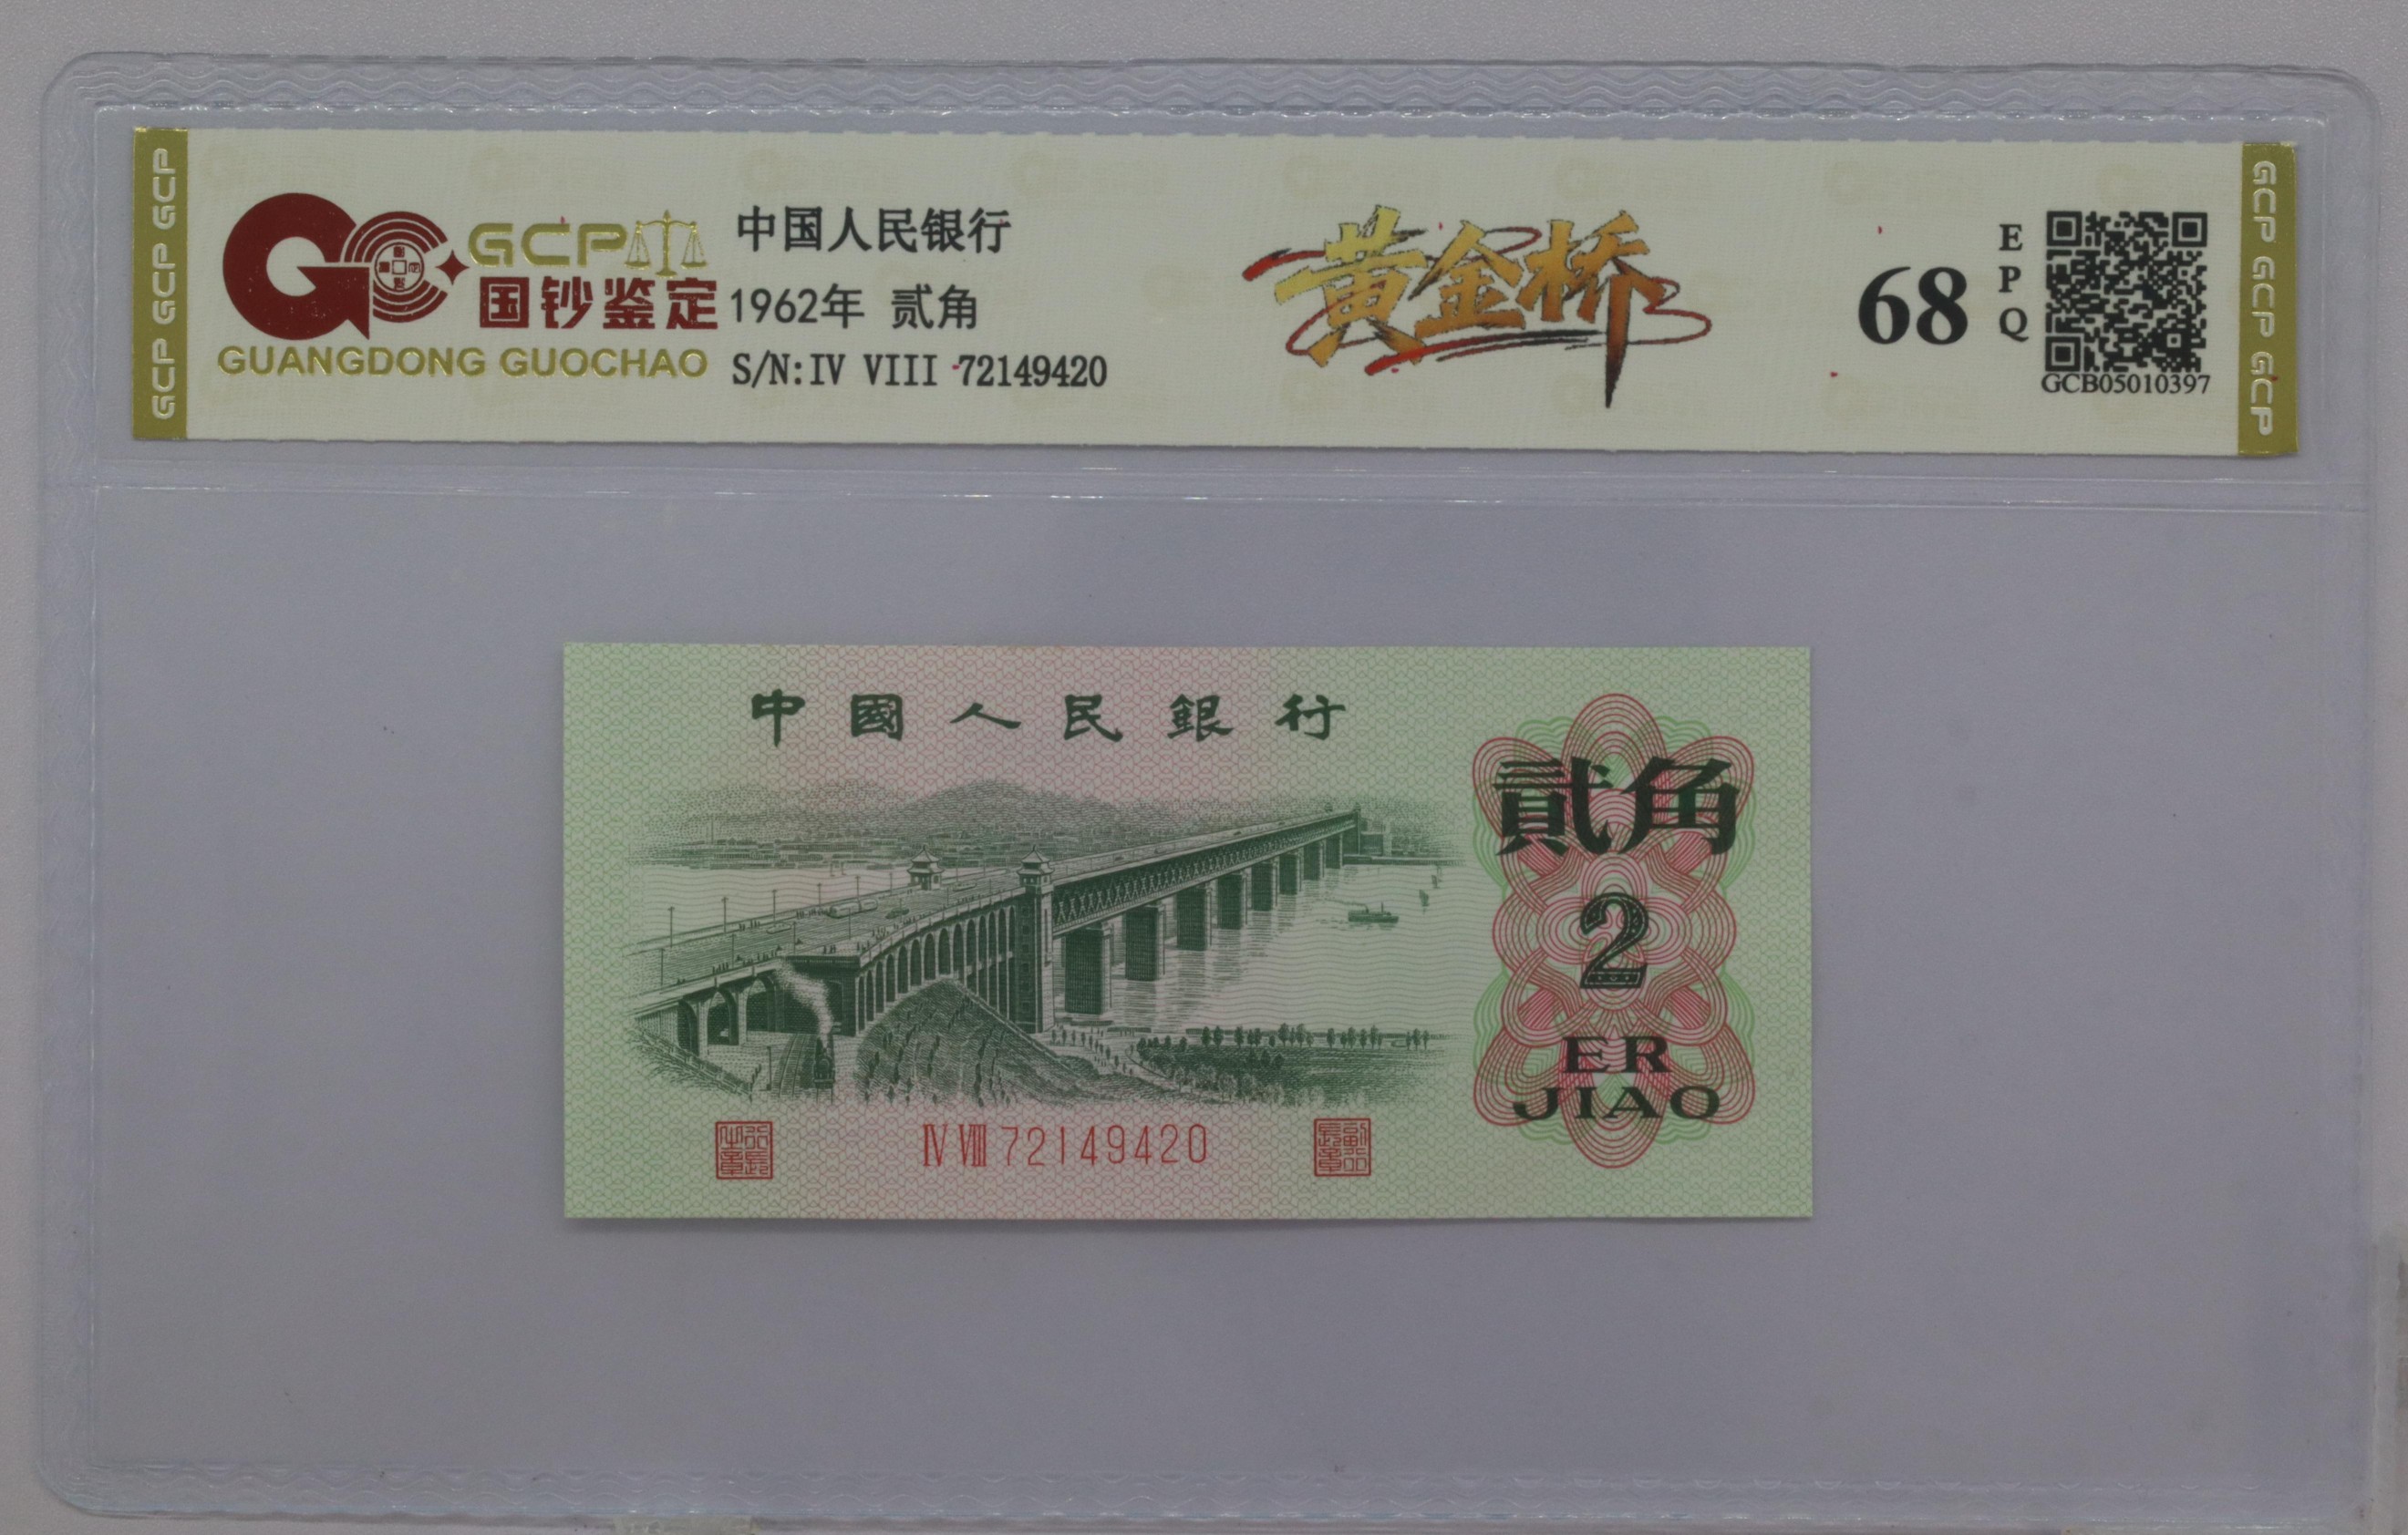 GCP GCP GCP
GCP
国钞鉴定
GUANGDONG GUOCHAO
中国人民银行
1962年 贰角
S/N:IV VIII 72149420
黄金桥
68
EPQ
GCB05010397
GCP GCP GCP
中國人民銀行
貳角
2
ER
JIAO
Ⅳ Ⅷ 72149420